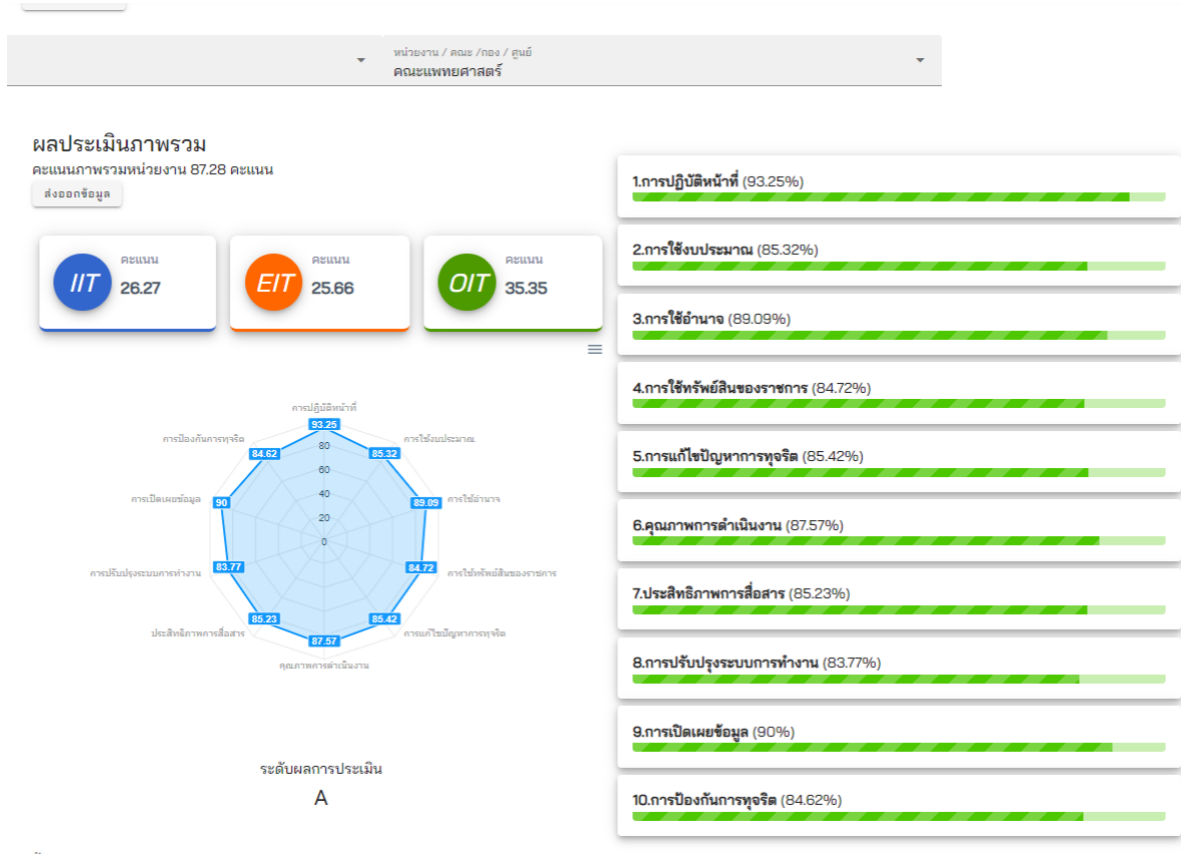 หน่วยงาน / คณะ /กอง / ศูนย์
คณะแพทยศาสตร์
ผลประเมินภาพรวม
คะแนนภาพรวมหน่วยงาน 87.28 คะแนน
ส่งออกข้อมูล
IIT
คะแนน
26.27
EIT
คะแนน
25.66
OIT
คะแนน
35.35
การปฏิบัติหน้าที่
93.25
การป้องกันการทุจริต
84.62
80
85.32
การใช้งบประมาณ
60
การเปิดเผยข้อมูล
90
40
89.09
การใช้อำนาจ
20
0
การปรับปรุงระบบการทำงาน
83.77
84.72
การใช้ทรัพย์สินของราชการ
85.23
85.42
ประสิทธิภาพการสื่อสาร
87.57
การแก้ไขปัญหาการทุจริต
คุณภาพการดำเนินงาน
ระดับผลการประเมิน
A
1.การปฏิบัติหน้าที่ (93.25%)
2.การใช้งบประมาณ (85.32%)
3.การใช้อำนาจ (89.09%)
4.การใช้ทรัพย์สินของราชการ (84.72%)
5.การแก้ไขปัญหาการทุจริต (85.42%)
6.คุณภาพการดำเนินงาน (87.57%)
7.ประสิทธิภาพการสื่อสาร (85.23%)
8.การปรับปรุงระบบการทำงาน (83.77%)
9.การเปิดเผยข้อมูล (90%)
10.การป้องกันการทุจริต (84.62%)